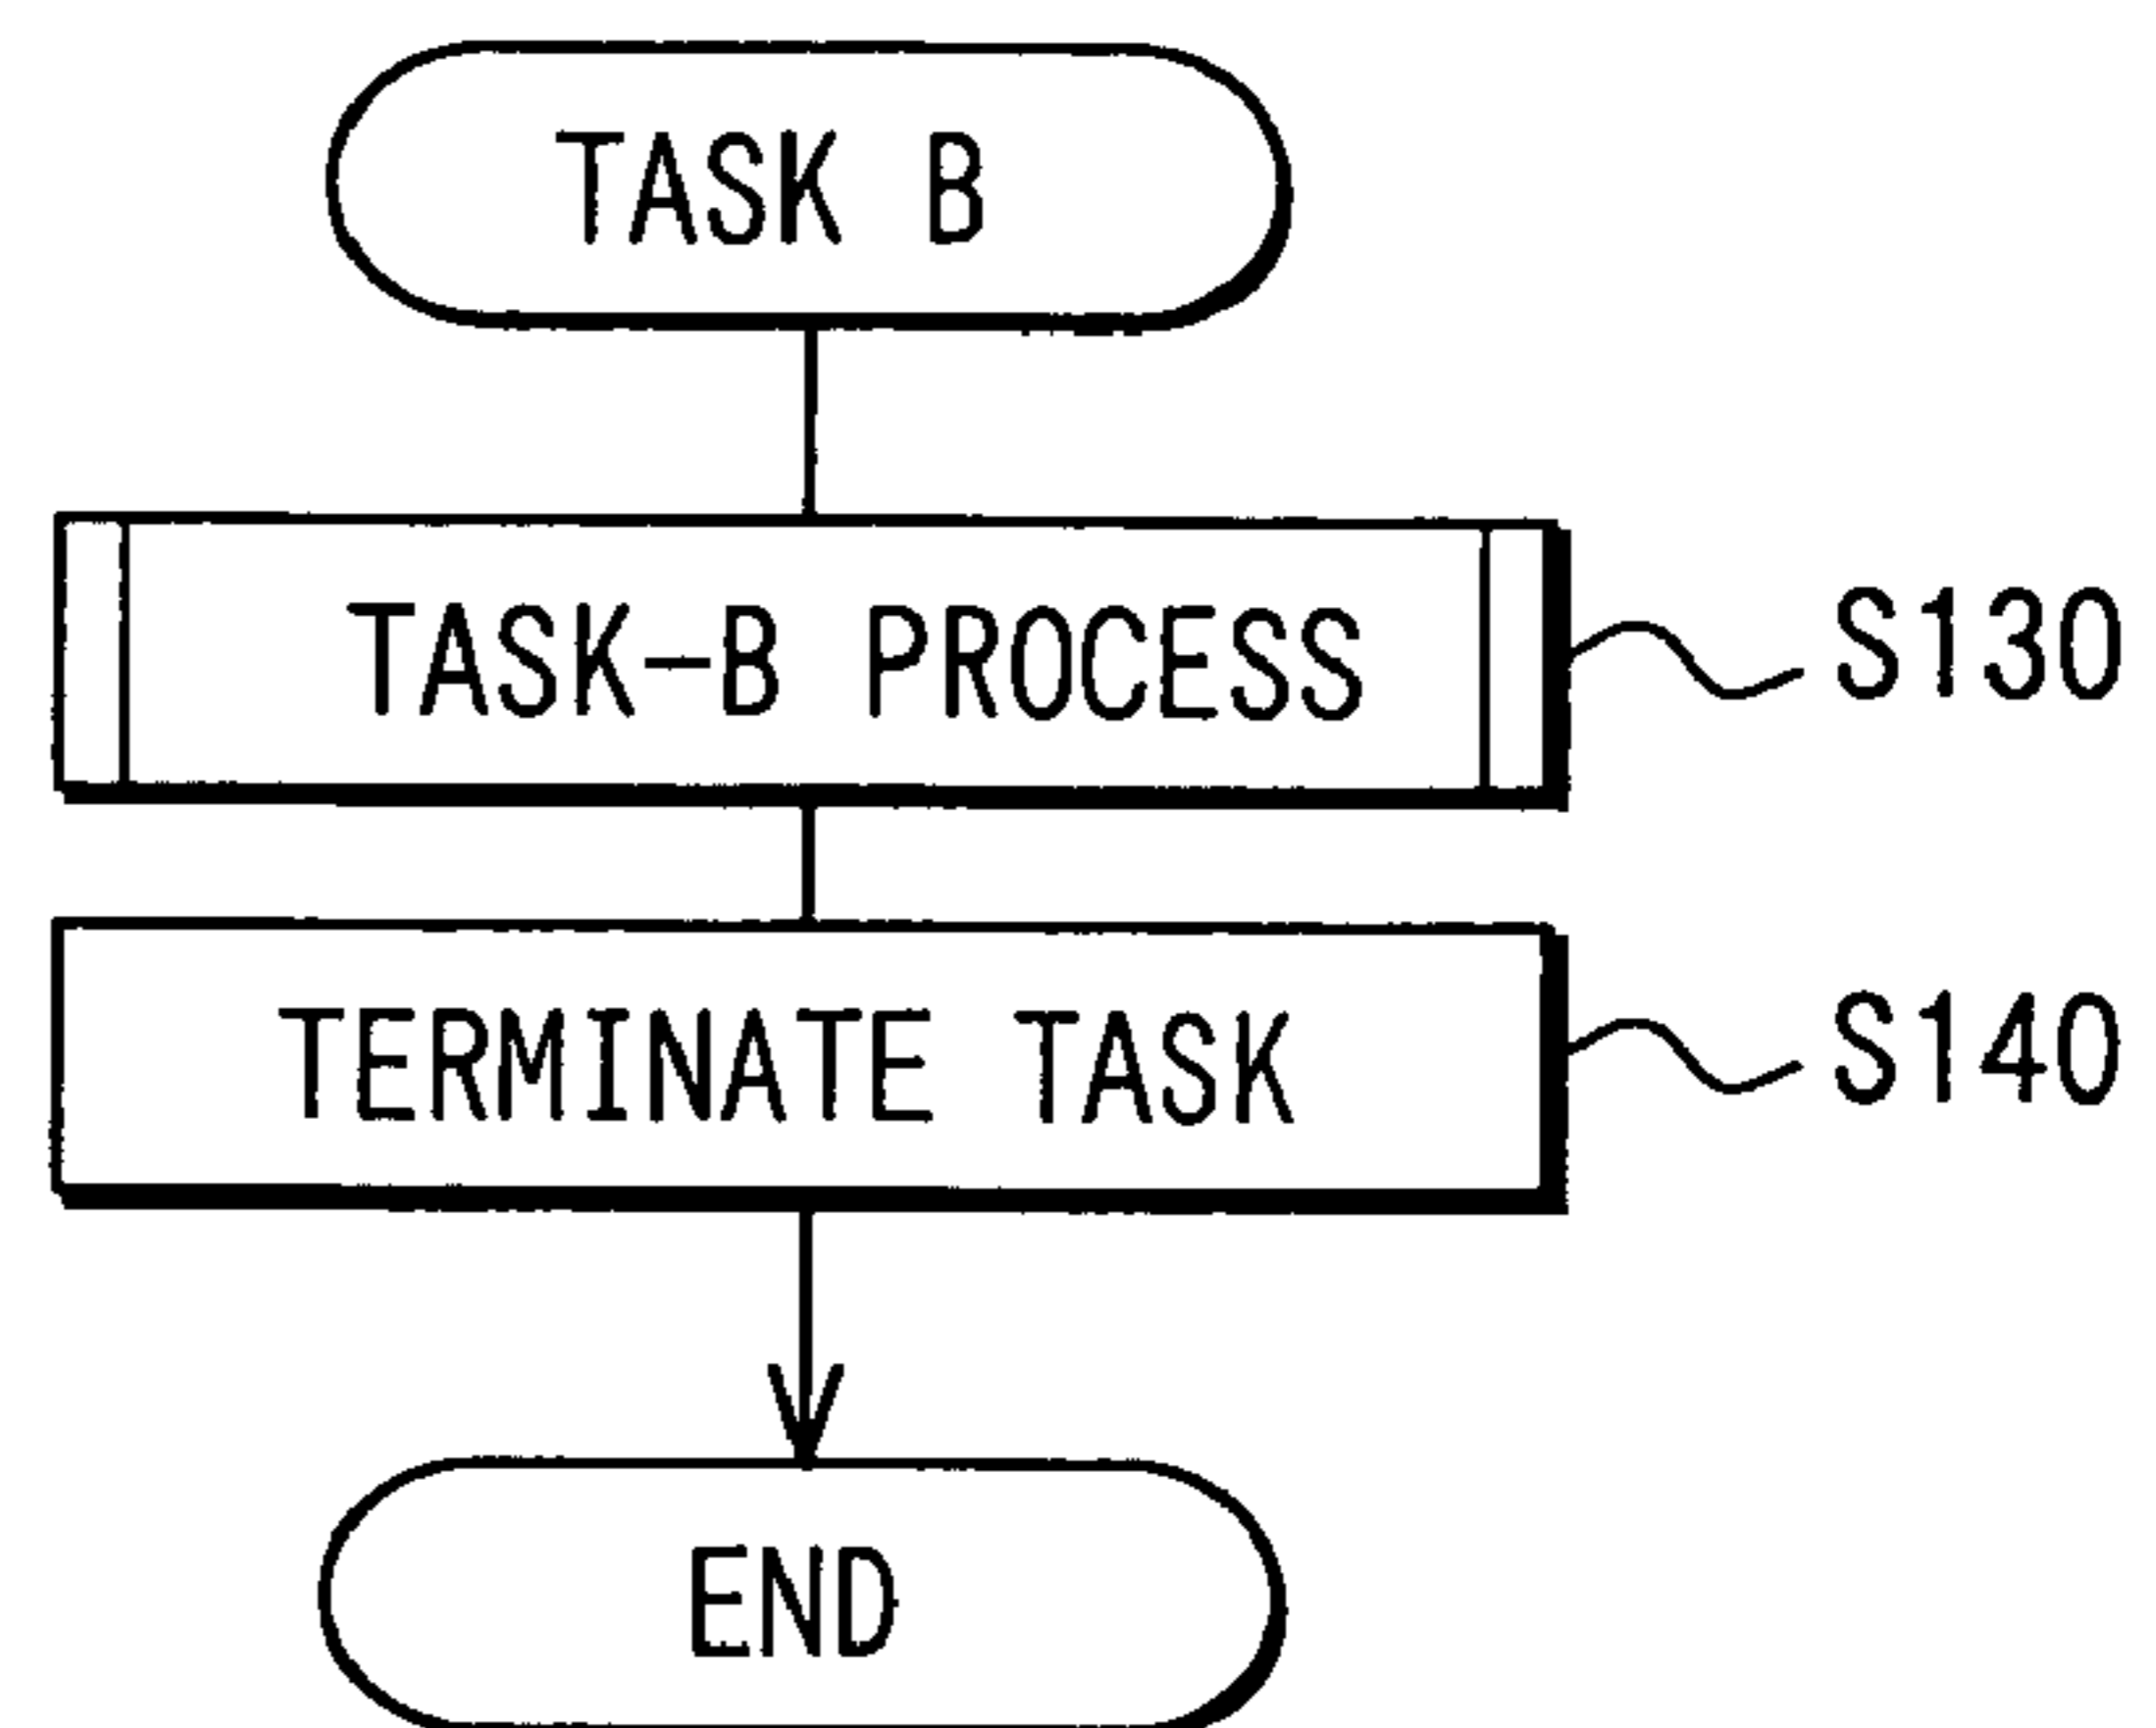 TASK B
TASK-B PROCESS
S130
TERMINATE TASK
S140
END